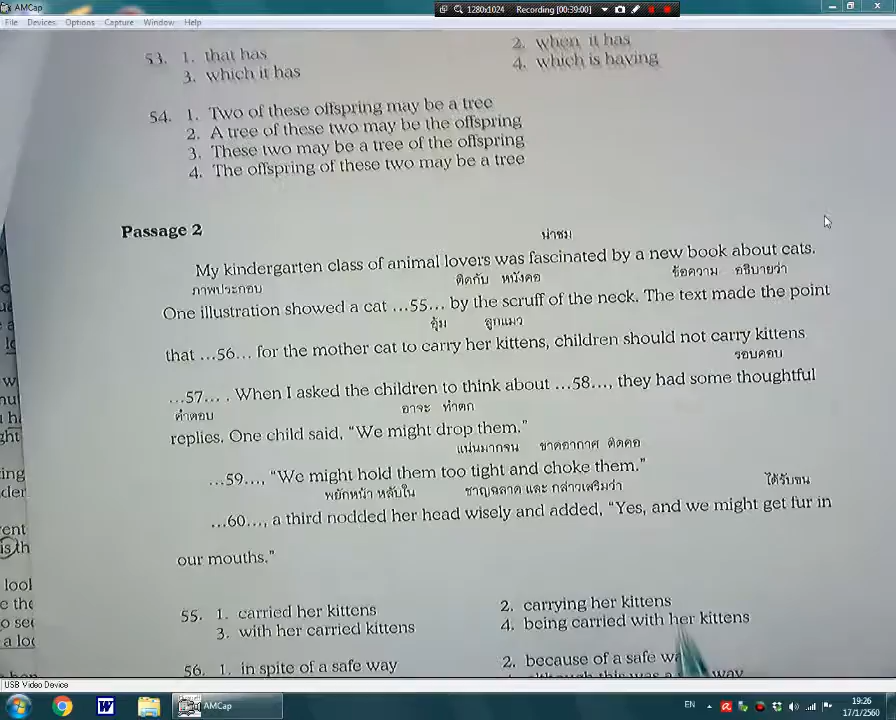 AMCap
1280x1024 Recording [00:39:00]
File Devices Options Capture Window Help
53. 1. that has 2. when it has
3. which it has 4. which is having
54. 1. Two of these offspring may be a tree
2. A tree of these two may be the offspring
3. These two may be a tree of the offspring
4. The offspring of these two may be a tree
Passage 2
น่าชม
My kindergarten class of animal lovers was fascinated by a new book about cats.
ภาพประกอบ ติดกับ หนังคอ ข้อความ อธิบายว่า
One illustration showed a cat ...55... by the scruff of the neck. The text made the point
อุ้ม ลูกแมว
that ...56... for the mother cat to carry her kittens, children should not carry kittens
รอบคอบ
...57... . When I asked the children to think about ...58..., they had some thoughtful
คำตอบ อาจะ ทำตก
replies. One child said, “We might drop them.”
แน่นมากจน ขาดอากาศ ติดคอ
...59..., “We might hold them too tight and choke them.”
พยักหน้า หลับใน ชาญฉลาด และ กล่าวเสริมว่า ได้รับขน
...60..., a third nodded her head wisely and added, “Yes, and we might get fur in
our mouths.”
55. 1. carried her kittens 2. carrying her kittens
3. with her carried kittens 4. being carried with her kittens
56. 1. in spite of a safe way 2. because of a safe
way
USB Video Device
AMCap
EN
19:26
17/1/2560